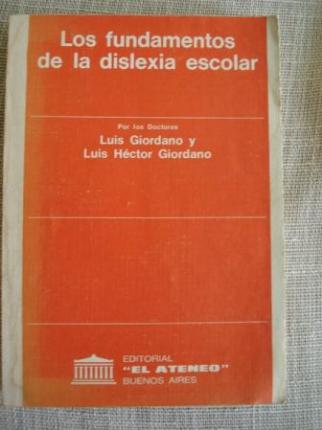 Los fundamentos
de la dislexia escolar
Por los Doctores
Luis Giordano y
Luis Héctor Giordano
EDITORIAL
"EL ATENEO"
BUENOS AIRES